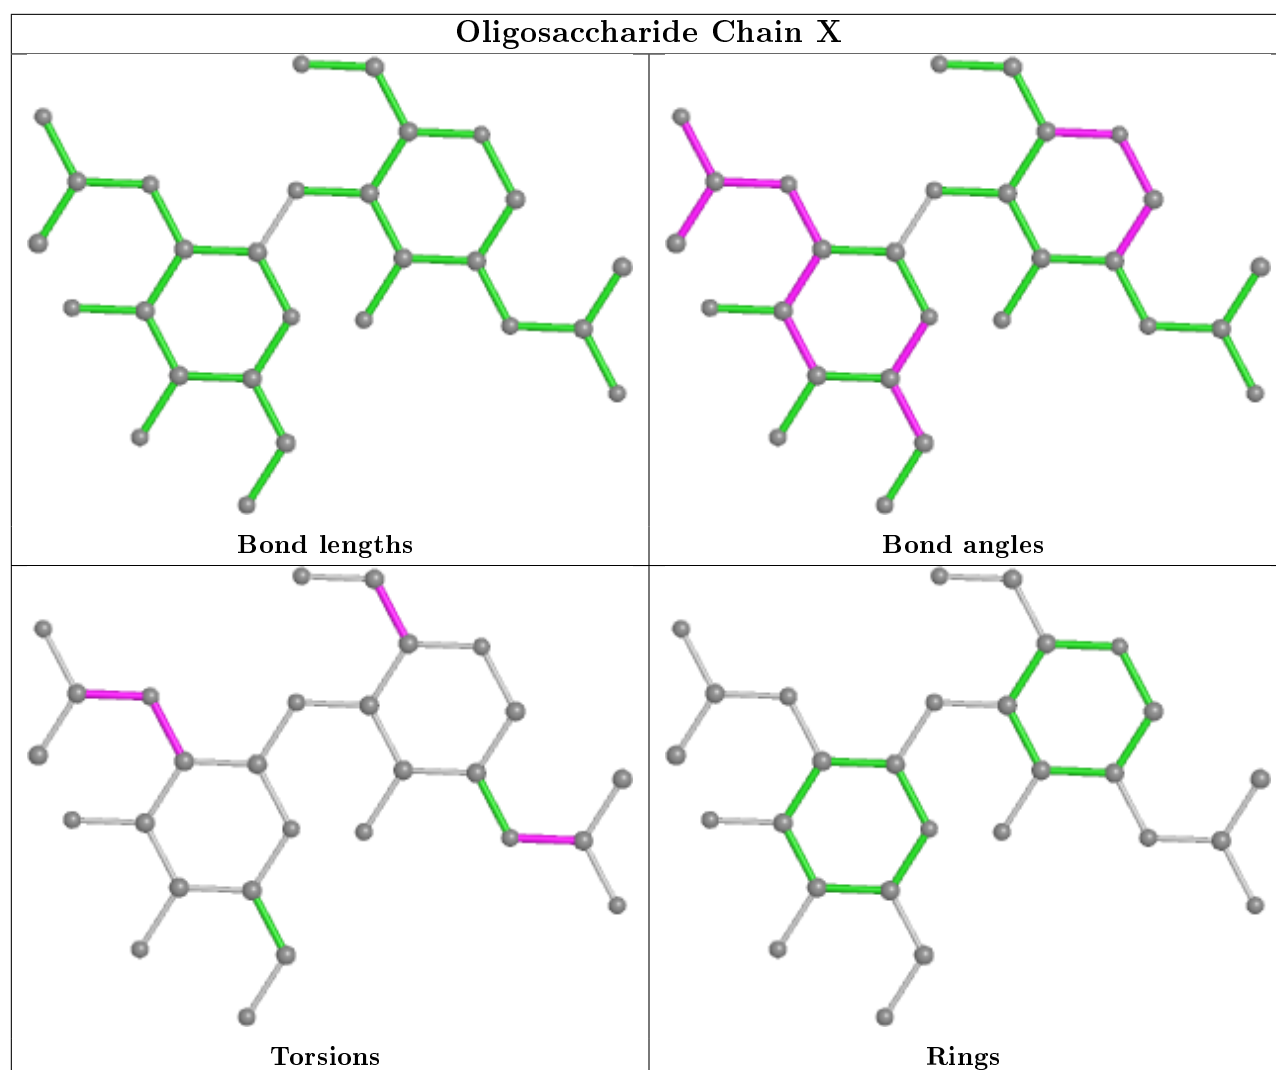 Oligosaccharide Chain X
Bond lengths
Bond angles
Torsions
Rings